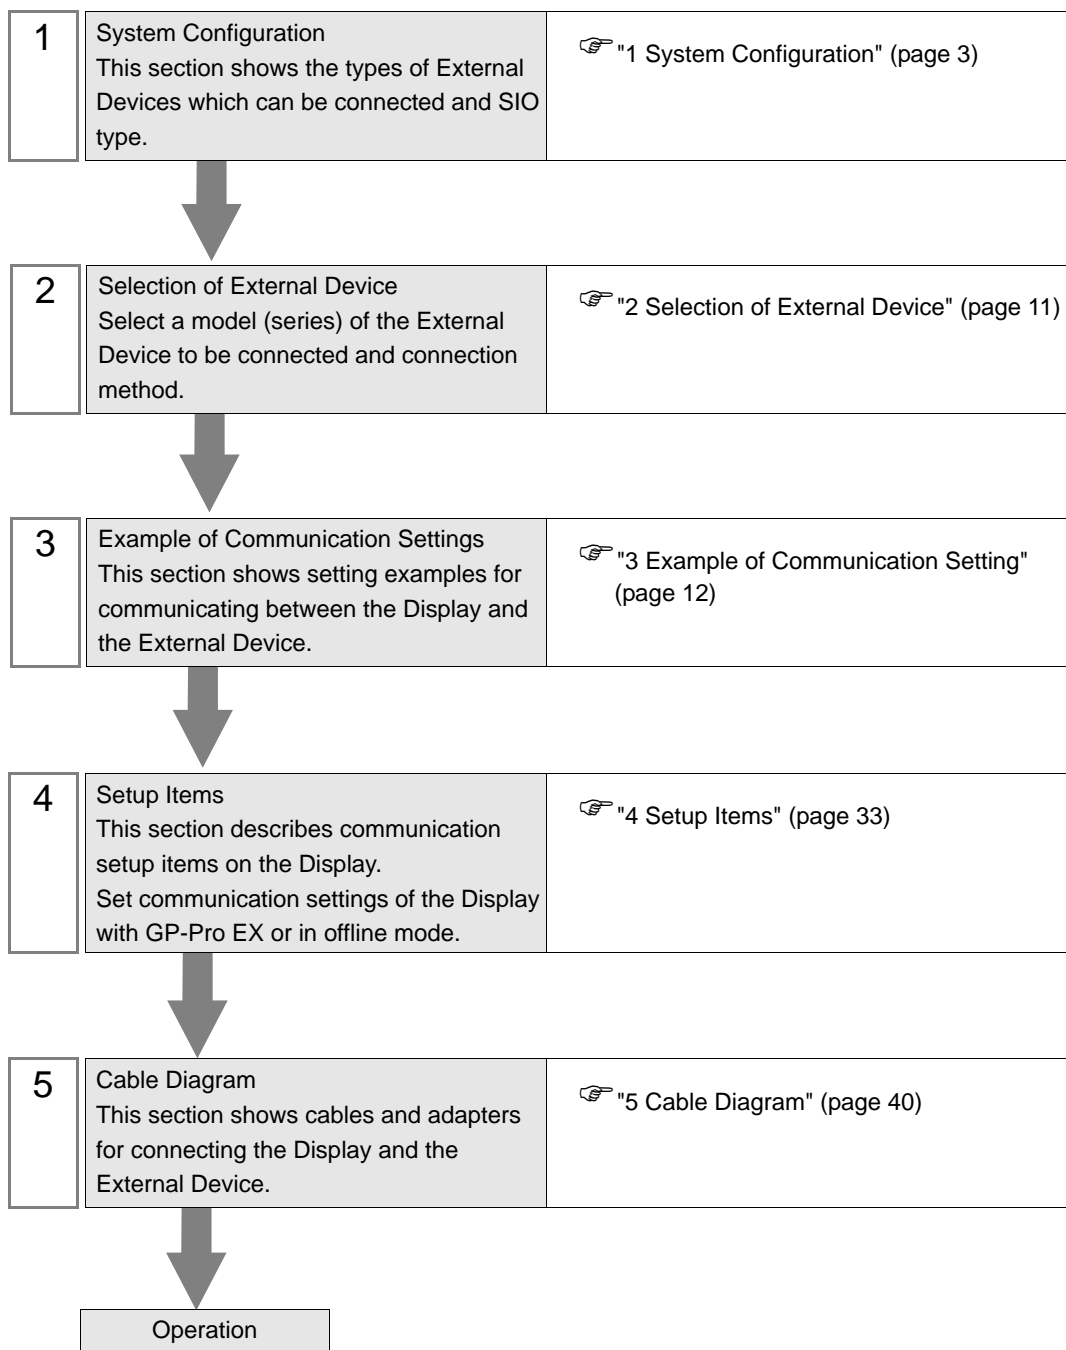 1
System Configuration
This section shows the types of External
Devices which can be connected and SIO
type.
"1 System Configuration" (page 3)
2
Selection of External Device
Select a model (series) of the External
Device to be connected and connection
method.
"2 Selection of External Device" (page 11)
3
Example of Communication Settings
This section shows setting examples for
communicating between the Display and
the External Device.
"3 Example of Communication Setting"
(page 12)
4
Setup Items
This section describes communication
setup items on the Display.
Set communication settings of the Display
with GP-Pro EX or in offline mode.
"4 Setup Items" (page 33)
5
Cable Diagram
This section shows cables and adapters
for connecting the Display and the
External Device.
"5 Cable Diagram" (page 40)
Operation